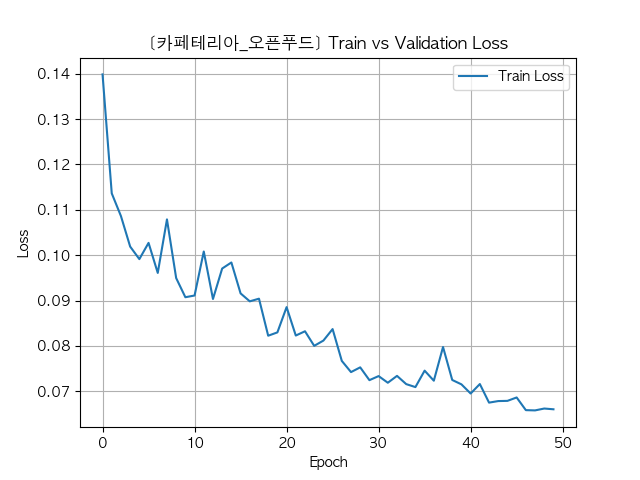 [카페테리아_오픈푸드] Train vs Validation Loss
Train Loss
0.14
0.13
0.12
0.11
0.10
0.09
0.08
0.07
Loss
0 10 20 30 40 50
Epoch